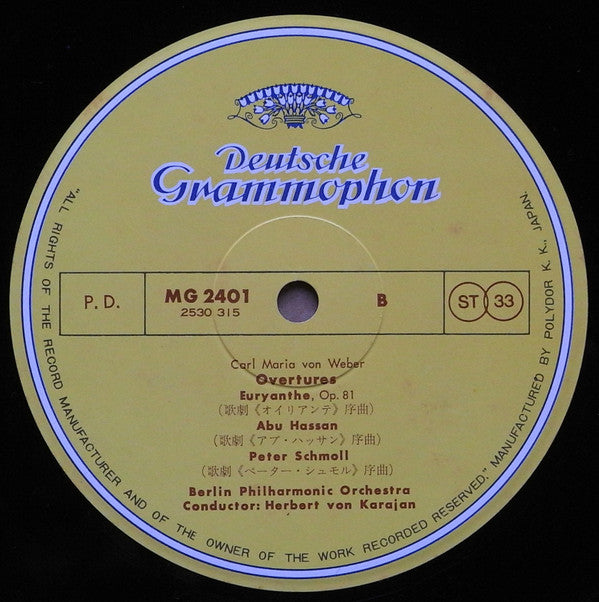 Deutsche
Grammophon
P. D.
MG 2401
2530 315
B
ST 33
Carl Maria von Weber
Overtures
Euryanthe, Op. 81
(歌劇《オイリアンテ》序曲)
Abu Hassan
(歌劇《アブ・ハッサン》序曲)
Peter Schmoll
(歌劇《ペーター・シュモル》序曲)
Berlin Philharmonic Orchestra
Conductor: Herbert von Karajan
"ALL RIGHTS OF THE RECORD MANUFACTURER AND OF THE OWNER OF THE WORK RECORDED RESERVED." MANUFACTURED BY POLYDOR K. K., JAPAN.